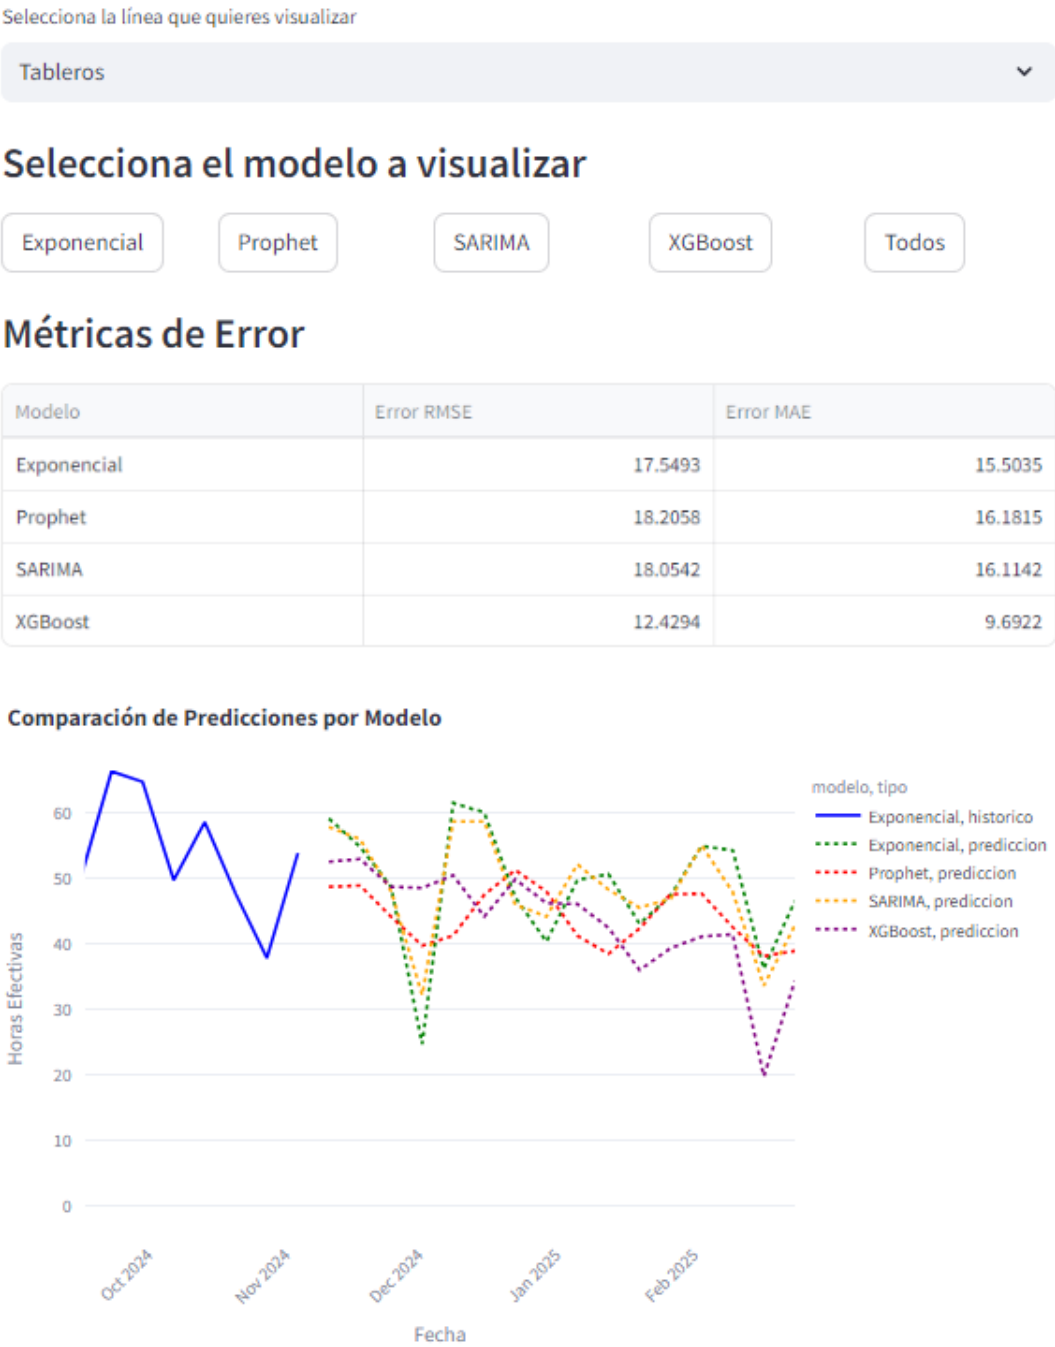 Selecciona la línea que quieres visualizar
Tableros
Selecciona el modelo a visualizar
Exponencial Prophet SARIMA XGBoost Todos
Métricas de Error
Modelo Error RMSE Error MAE
Exponencial 17.5493 15.5035
Prophet 18.2058 16.1815
SARIMA 18.0542 16.1142
XGBoost 12.4294 9.6922
Comparación de Predicciones por Modelo
modelo, tipo
Exponencial, historico
Exponencial, prediccion
Prophet, prediccion
SARIMA, prediccion
XGBoost, prediccion
Horas Efectivas
60
50
40
30
20
10
0
Oct 2024 Nov 2024 Dec 2024 Jan 2025 Feb 2025
Fecha